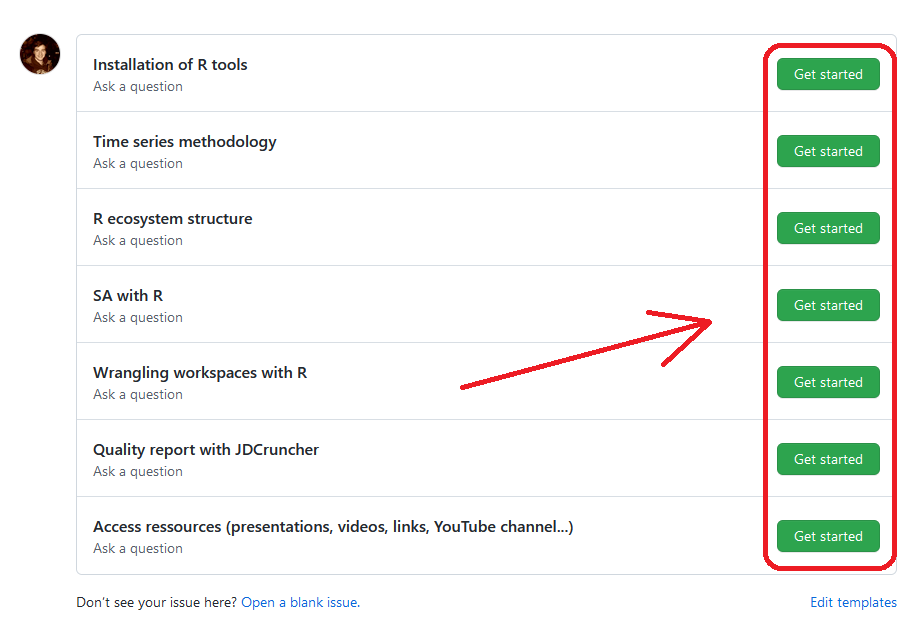 Installation of R tools
Ask a question
Get started
Time series methodology
Ask a question
Get started
R ecosystem structure
Ask a question
Get started
SA with R
Ask a question
Get started
Wrangling workspaces with R
Ask a question
Get started
Quality report with JDCruncher
Ask a question
Get started
Access ressources (presentations, videos, links, YouTube channel...)
Ask a question
Get started
Don't see your issue here? Open a blank issue.
Edit templates